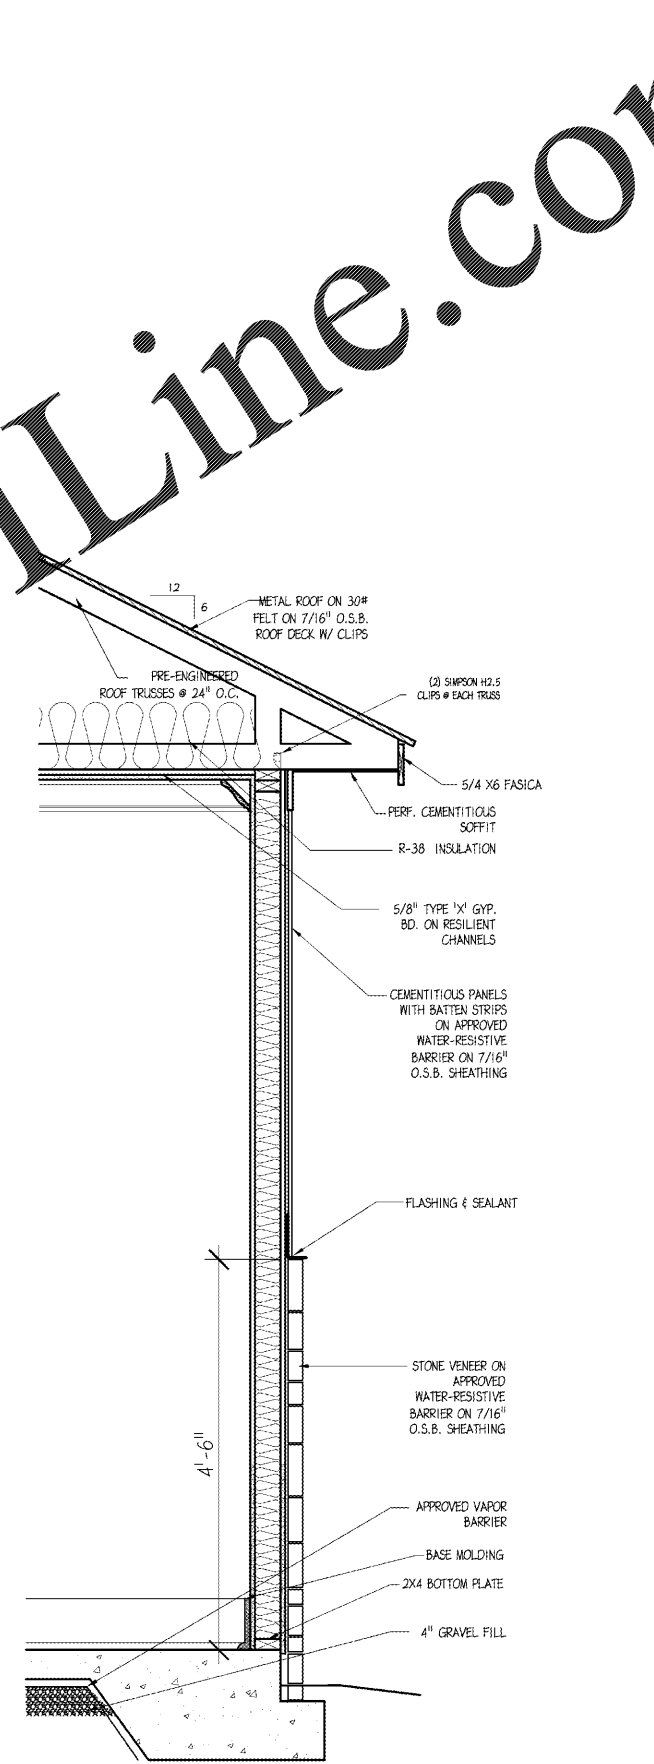 iLine.com
12
6
METAL ROOF ON 30#
FELT ON 7/16" O.S.B.
ROOF DECK W/ CLIPS
PRE-ENGINEERED
ROOF TRUSSES @ 24" O.C.
(2) SIMPSON H2.5
CLIPS @ EACH TRUSS
5/4 X6 FASICA
PERF. CEMENTITIOUS
SOFFIT
R-38 INSULATION
5/8" TYPE 'X' GYP.
BD. ON RESILIENT
CHANNELS
CEMENTITIOUS PANELS
WITH BATTEN STRIPS
ON APPROVED
WATER-RESISTIVE
BARRIER ON 7/16"
O.S.B. SHEATHING
FLASHING & SEALANT
STONE VENEER ON
APPROVED
WATER-RESISTIVE
BARRIER ON 7/16"
O.S.B. SHEATHING
4'-6"
APPROVED VAPOR
BARRIER
BASE MOLDING
2X4 BOTTOM PLATE
4" GRAVEL FILL